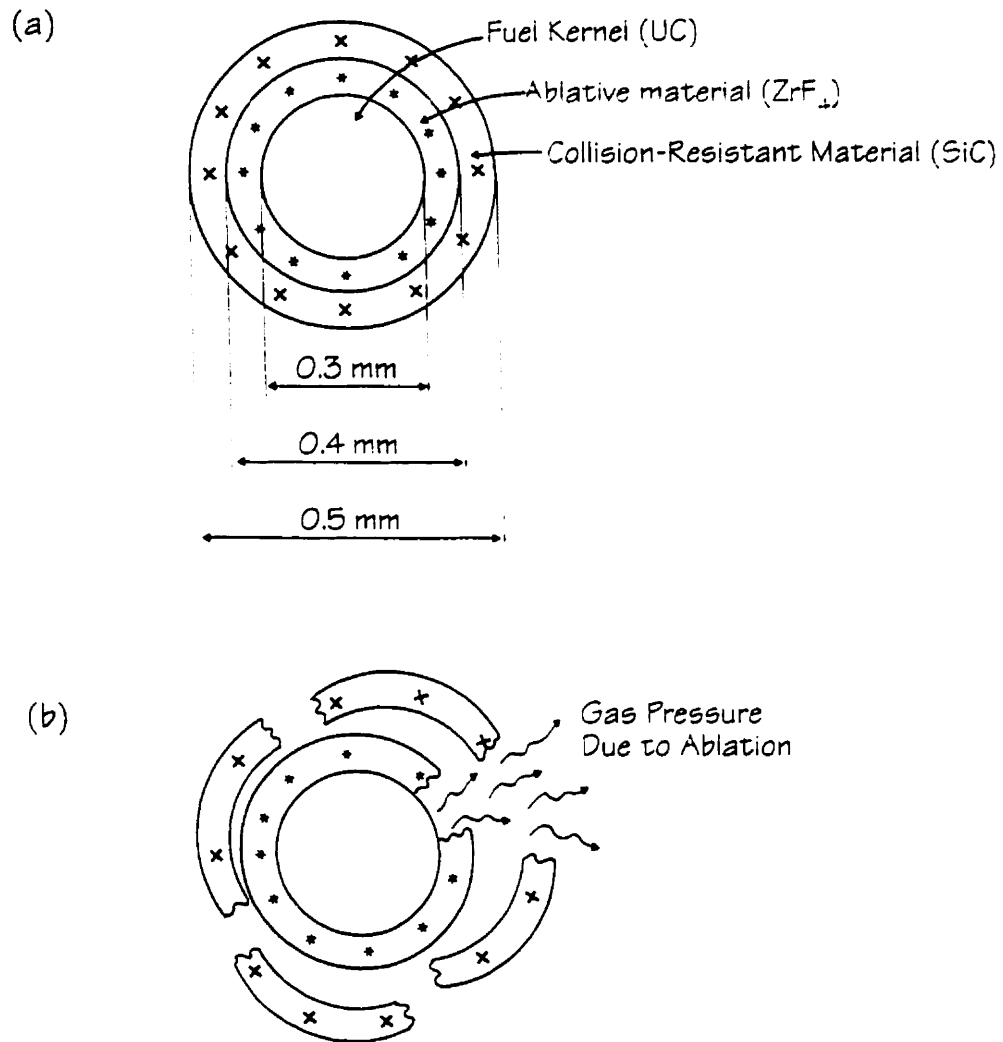 (a)
Fuel Kernel (UC)
Ablative material (ZrF₄)
Collision-Resistant Material (SiC)
0.3 mm
0.4 mm
0.5 mm
(b)
Gas Pressure
Due to Ablation